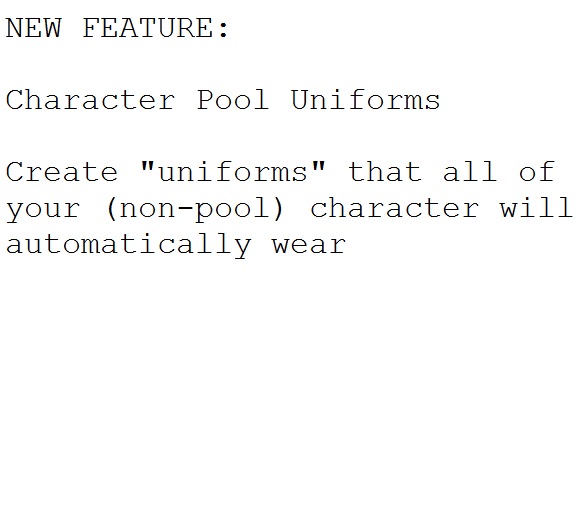 NEW FEATURE:
Character Pool Uniforms
Create "uniforms" that all of
your (non-pool) character will
automatically wear